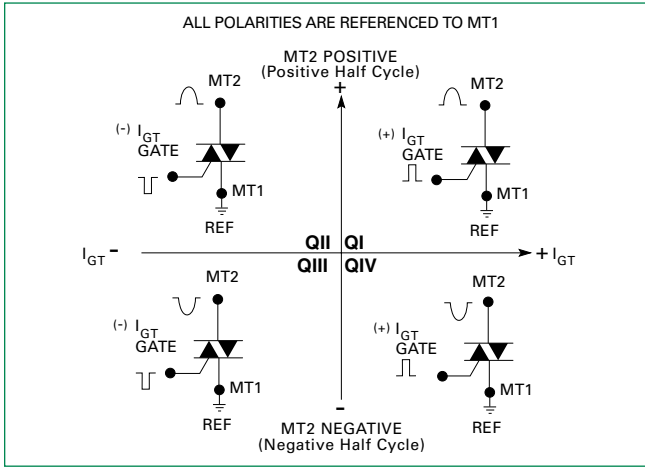 ALL POLARITIES ARE REFERENCED TO MT1
MT2 POSITIVE
(Positive Half Cycle)
+
MT2
(-) IGT
GATE
MT1
REF
MT2
(+) IGT
GATE
MT1
REF
IGT -
QII QI
QIII QIV
+ IGT
MT2
(-) IGT
GATE
MT1
REF
MT2
(+) IGT
GATE
MT1
REF
-
MT2 NEGATIVE
(Negative Half Cycle)